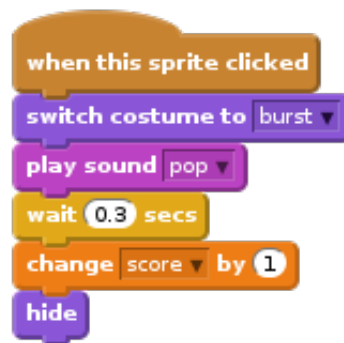 when this sprite clicked
switch costume to burst
play sound pop
wait 0.3 secs
change score by 1
hide